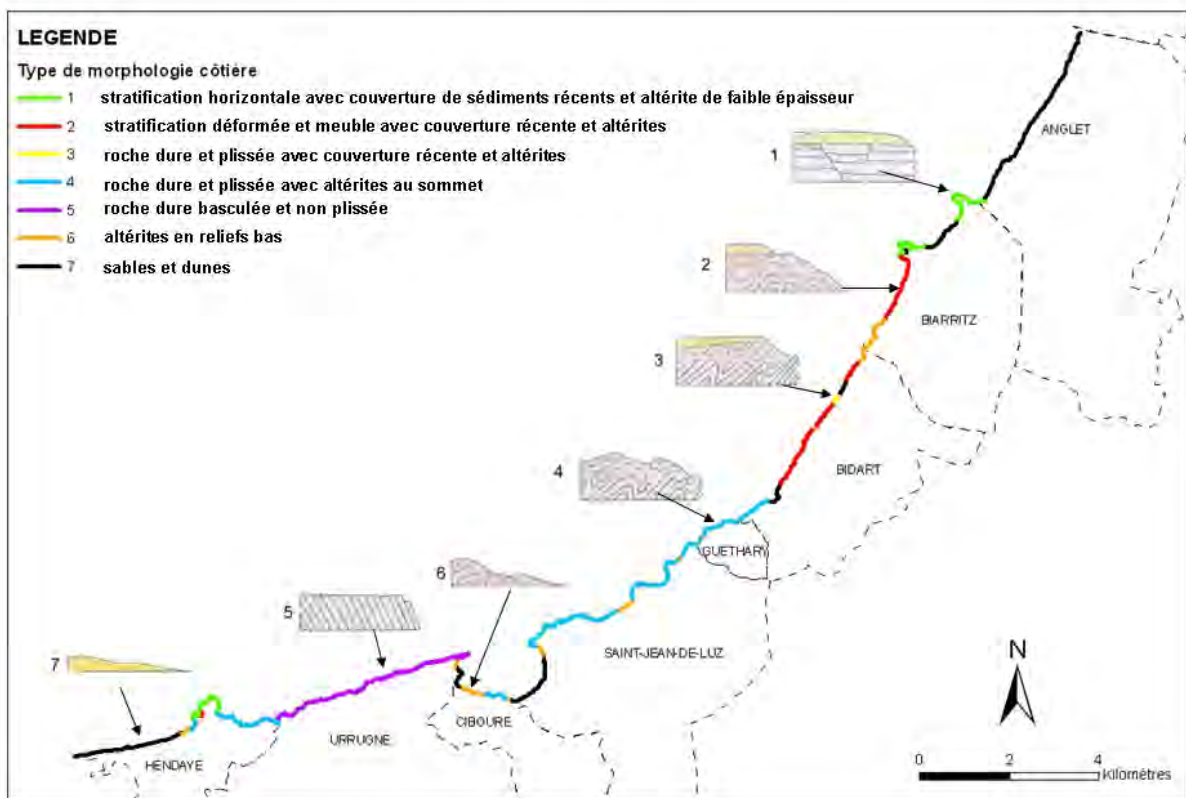 LEGENDE
Type de morphologie côtière
1 stratification horizontale avec couverture de sédiments récents et altérite de faible épaisseur
2 stratification déformée et meuble avec couverture récente et altérites
3 roche dure et plissée avec couverture récente et altérites
4 roche dure et plissée avec altérites au sommet
5 roche dure basculée et non plissée
6 altérites en reliefs bas
7 sables et dunes
ANGLET
1
2
BIARRITZ
3
BIDART
4
GUETHARY
6
5
SAINT-JEAN-DE-LUZ
7
CIBOURE
URRUGNE
HENDAYE
N
0 2 4
Kilomètres